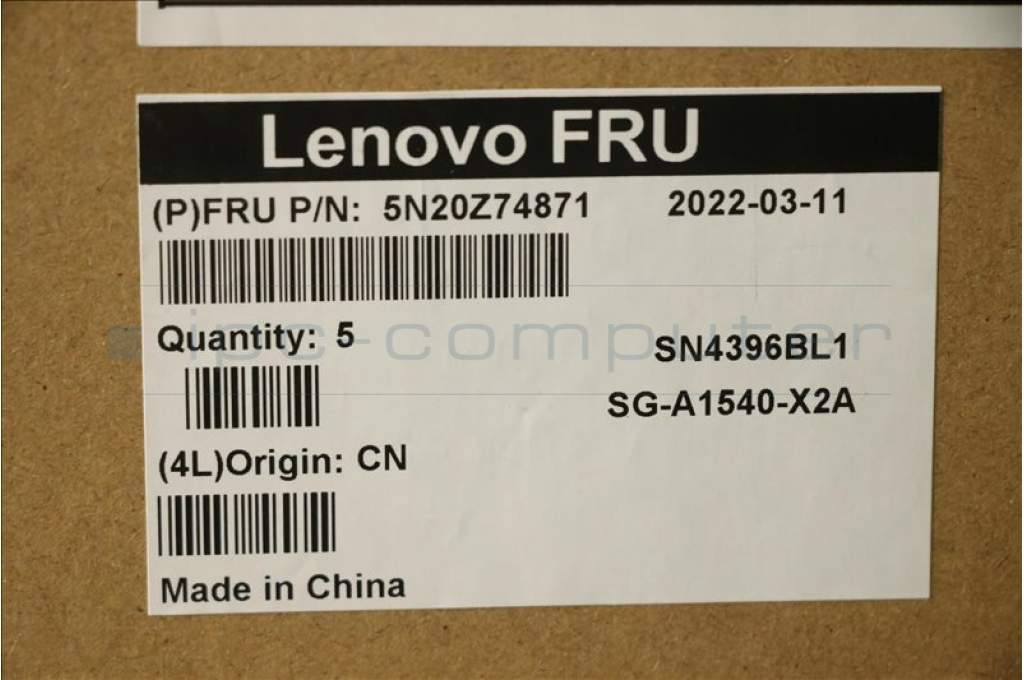 Lenovo FRU
(P)FRU P/N: 5N20Z74871 2022-03-11
ipc-computer
Quantity: 5 SN4396BL1
SG-A1540-X2A
(4L)Origin: CN
Made in China